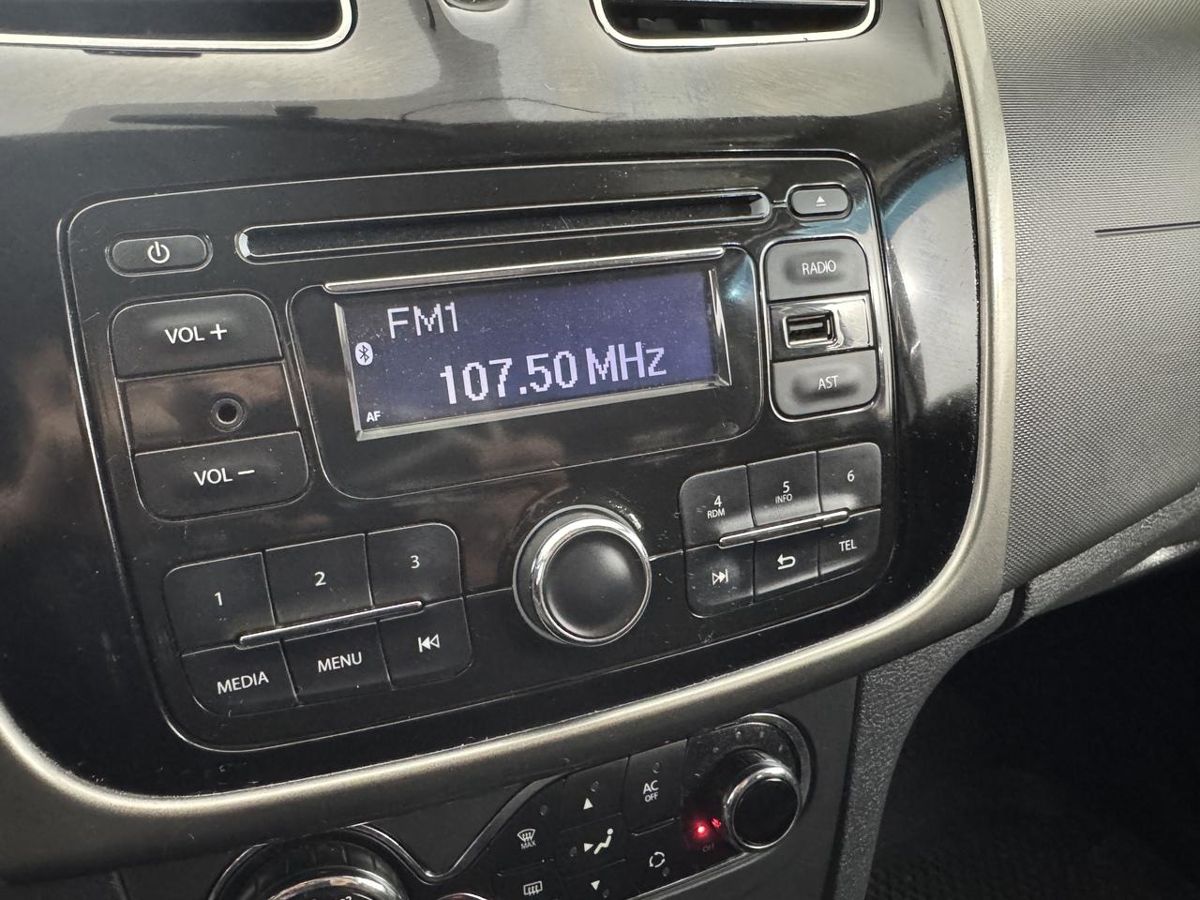 VOL +
VOL −
FM1
107.50 MHz
AF
RADIO
AST
1
2
3
MEDIA
MENU
4
RDM
5
INFO
6
TEL
MAX
AC
OFF
OFF